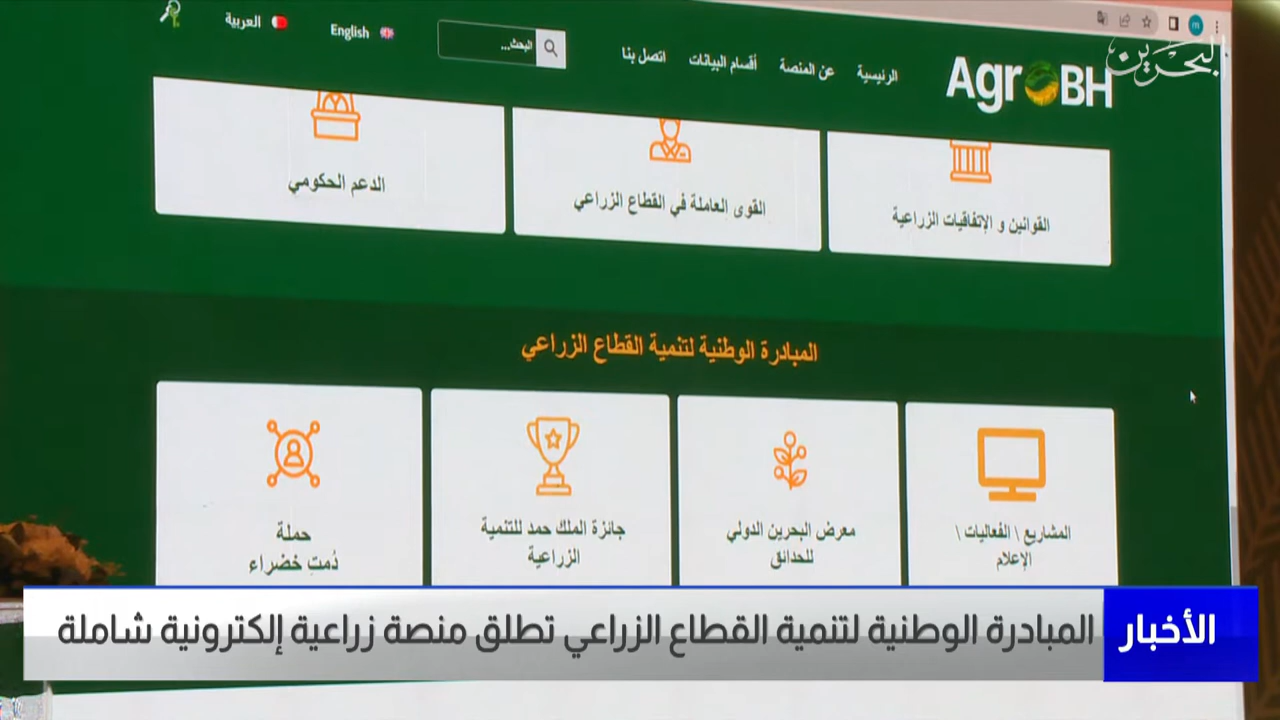 البحرين
AgroBH
الرئيسية
عن المنصة
أقسام البيانات
اتصل بنا
البحث...
English
العربية
القوانين و الإتفاقيات الزراعية
القوى العاملة في القطاع الزراعي
الدعم الحكومي
المبادرة الوطنية لتنمية القطاع الزراعي
المشاريع \ الفعاليات \
الإعلام
معرض البحرين الدولي
للحدائق
جائزة الملك حمد للتنمية
الزراعية
حملة
دُمتِ خضراء
الأخبار
المبادرة الوطنية لتنمية القطاع الزراعي تطلق منصة زراعية إلكترونية شاملة